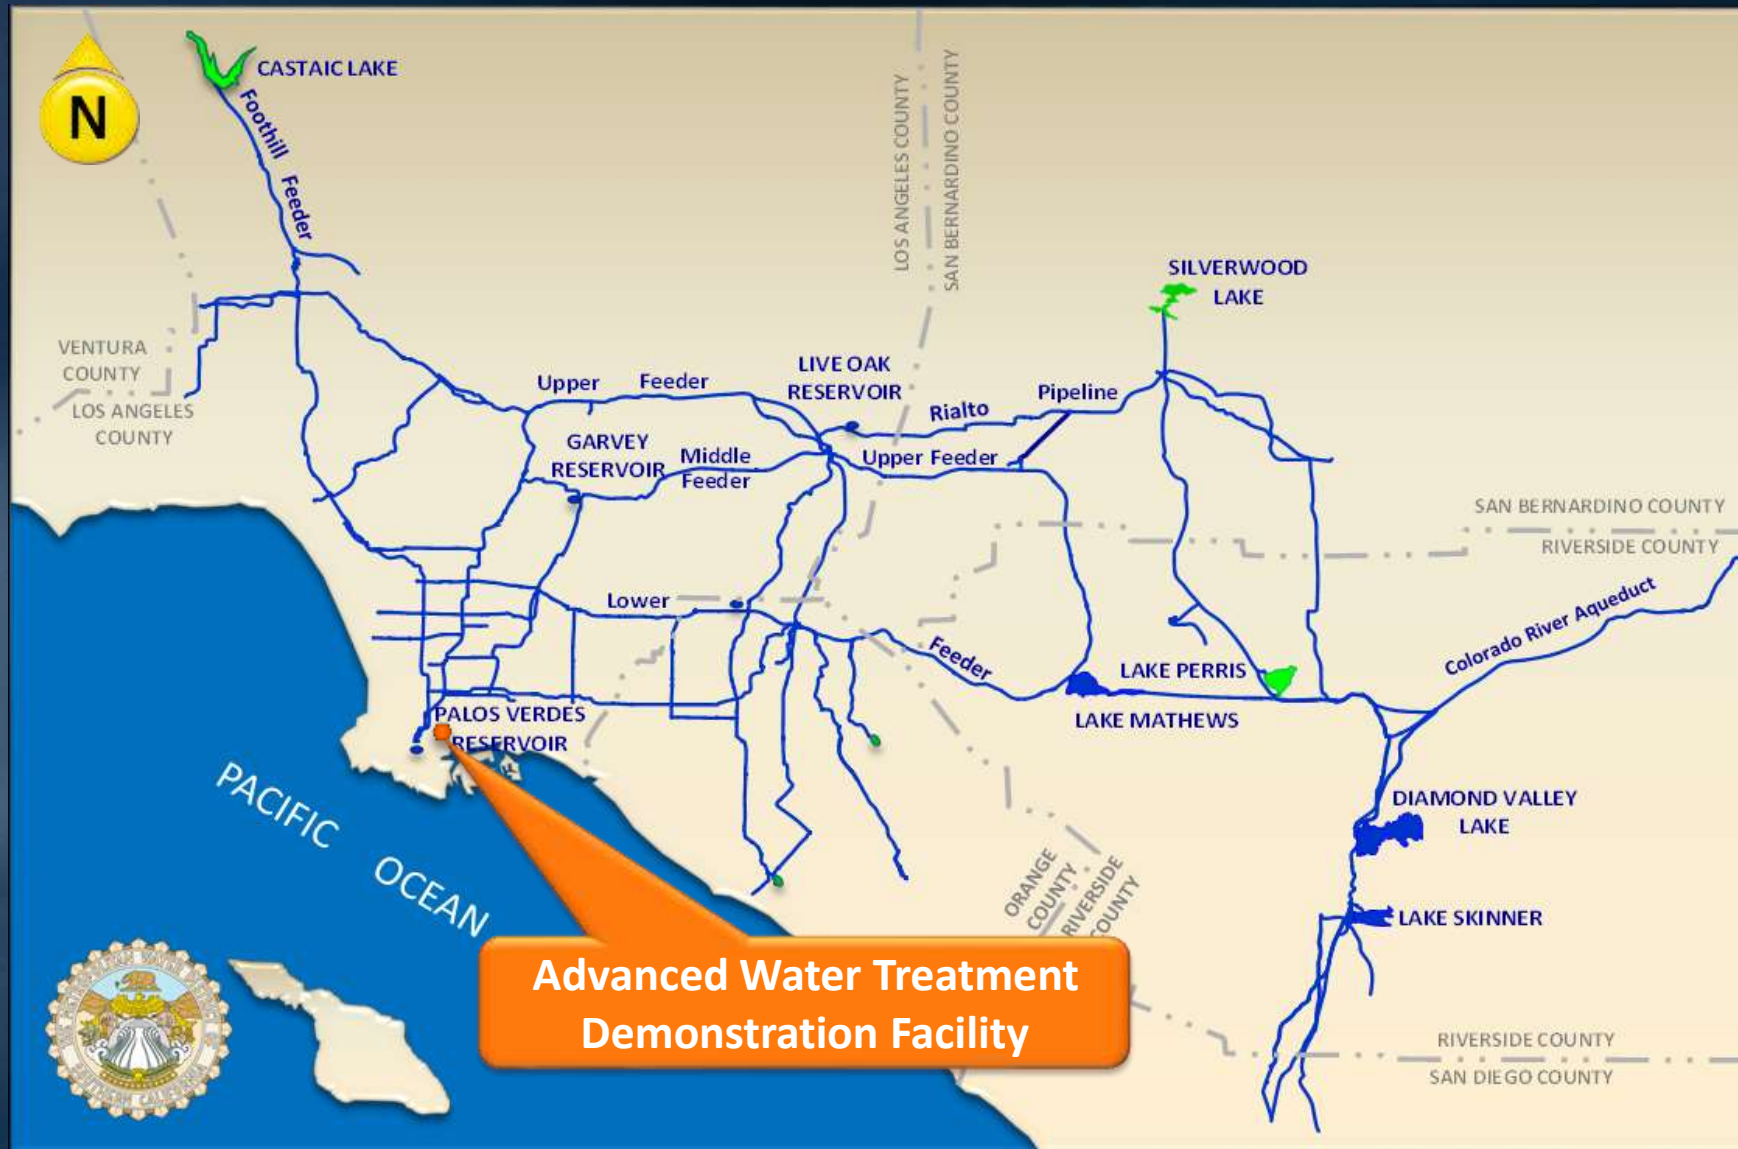 N
CASTAIC LAKE
Foothill Feeder
LOS ANGELES COUNTY
SAN BERNARDINO COUNTY
SILVERWOOD
LAKE
VENTURA
COUNTY
LOS ANGELES
COUNTY
Upper Feeder
LIVE OAK
RESERVOIR
Rialto Pipeline
GARVEY
RESERVOIR
Middle
Feeder
Upper Feeder
SAN BERNARDINO COUNTY
RIVERSIDE COUNTY
Lower Feeder
Colorado River Aqueduct
LAKE PERRIS
LAKE MATHEWS
PALOS VERDES
RESERVOIR
PACIFIC OCEAN
DIAMOND VALLEY
LAKE
ORANGE
COUNTY
RIVERSIDE
COUNTY
LAKE SKINNER
Advanced Water Treatment
Demonstration Facility
RIVERSIDE COUNTY
SAN DIEGO COUNTY